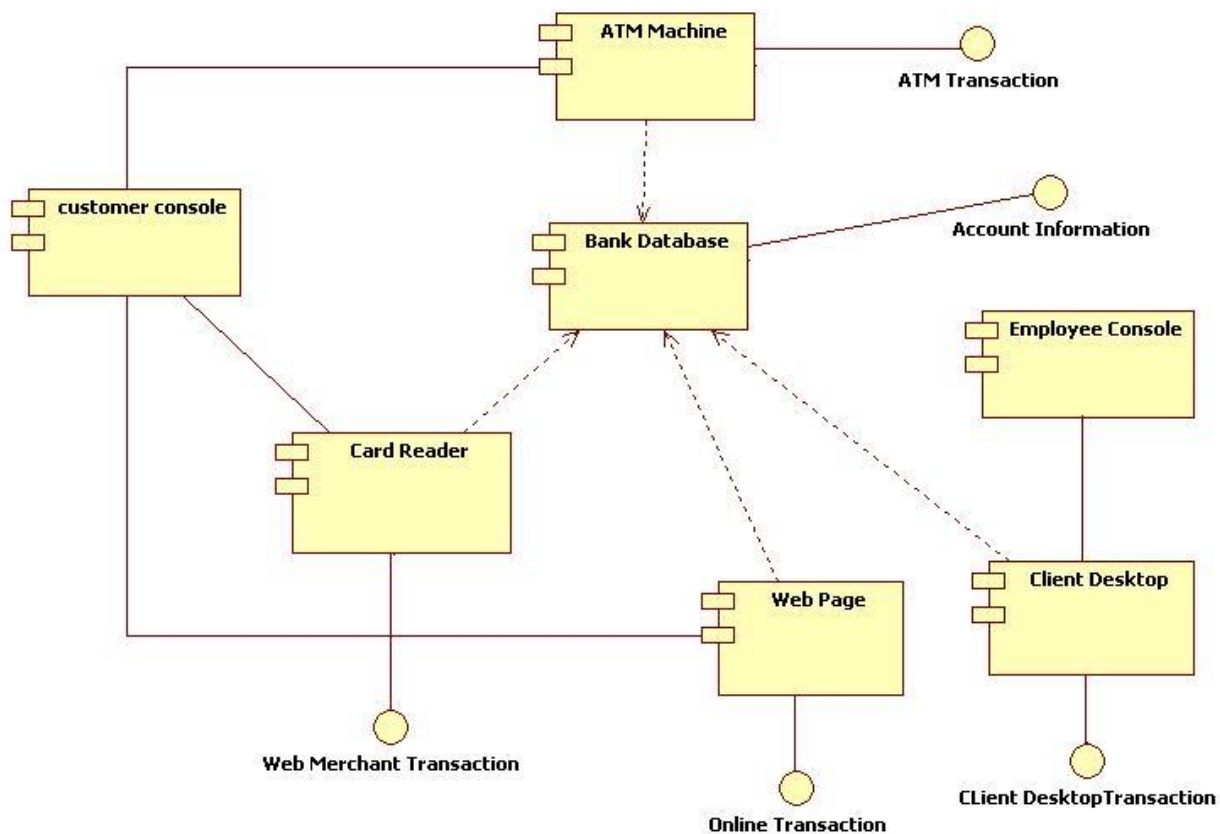 ATM Machine
ATM Transaction
customer console
Bank Database
Account Information
Employee Console
Card Reader
Client Desktop
Web Page
Web Merchant Transaction
CLient DesktopTransaction
Online Transaction